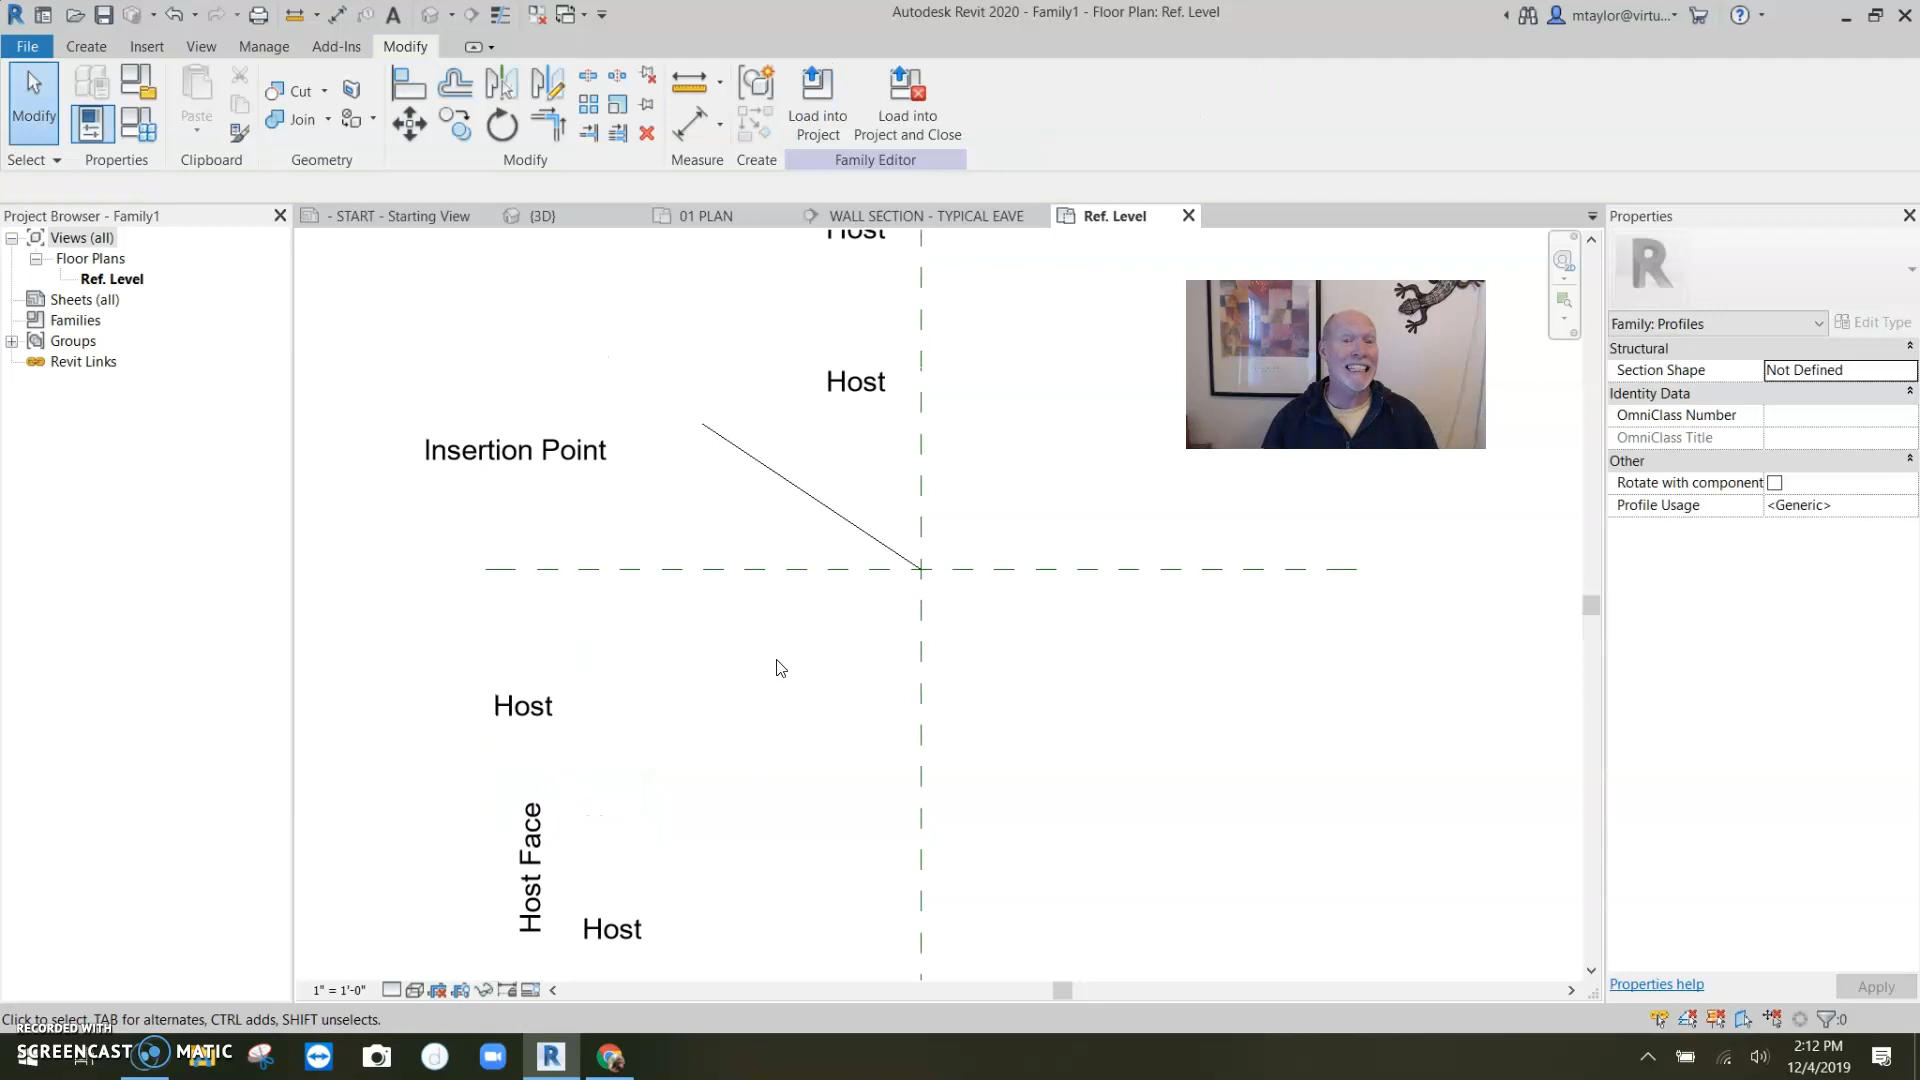 Autodesk Revit 2020 - Family1 - Floor Plan: Ref. Level
mtaylor@virtu...
File Create Insert View Manage Add-Ins Modify
Modify
Paste
Cut
Join
Load into Project
Load into Project and Close
Select Properties Clipboard Geometry Modify Measure Create Family Editor
Project Browser - Family1
- START - Starting View
{3D}
01 PLAN
WALL SECTION - TYPICAL EAVE
Ref. Level
Properties
Views (all)
Floor Plans
Ref. Level
Sheets (all)
Families
Groups
Revit Links
Host
Host
Insertion Point
Host
Host Face
Host
2D
R
Family: Profiles
Edit Type
Structural
Section Shape Not Defined
Identity Data
OmniClass Number
OmniClass Title
Other
Rotate with component
Profile Usage <Generic>
Properties help
Apply
1" = 1'-0"
Click to select, TAB for alternates, CTRL adds, SHIFT unselects.
:0
RECORDED WITH
SCREENCAST MATIC
2:12 PM
12/4/2019